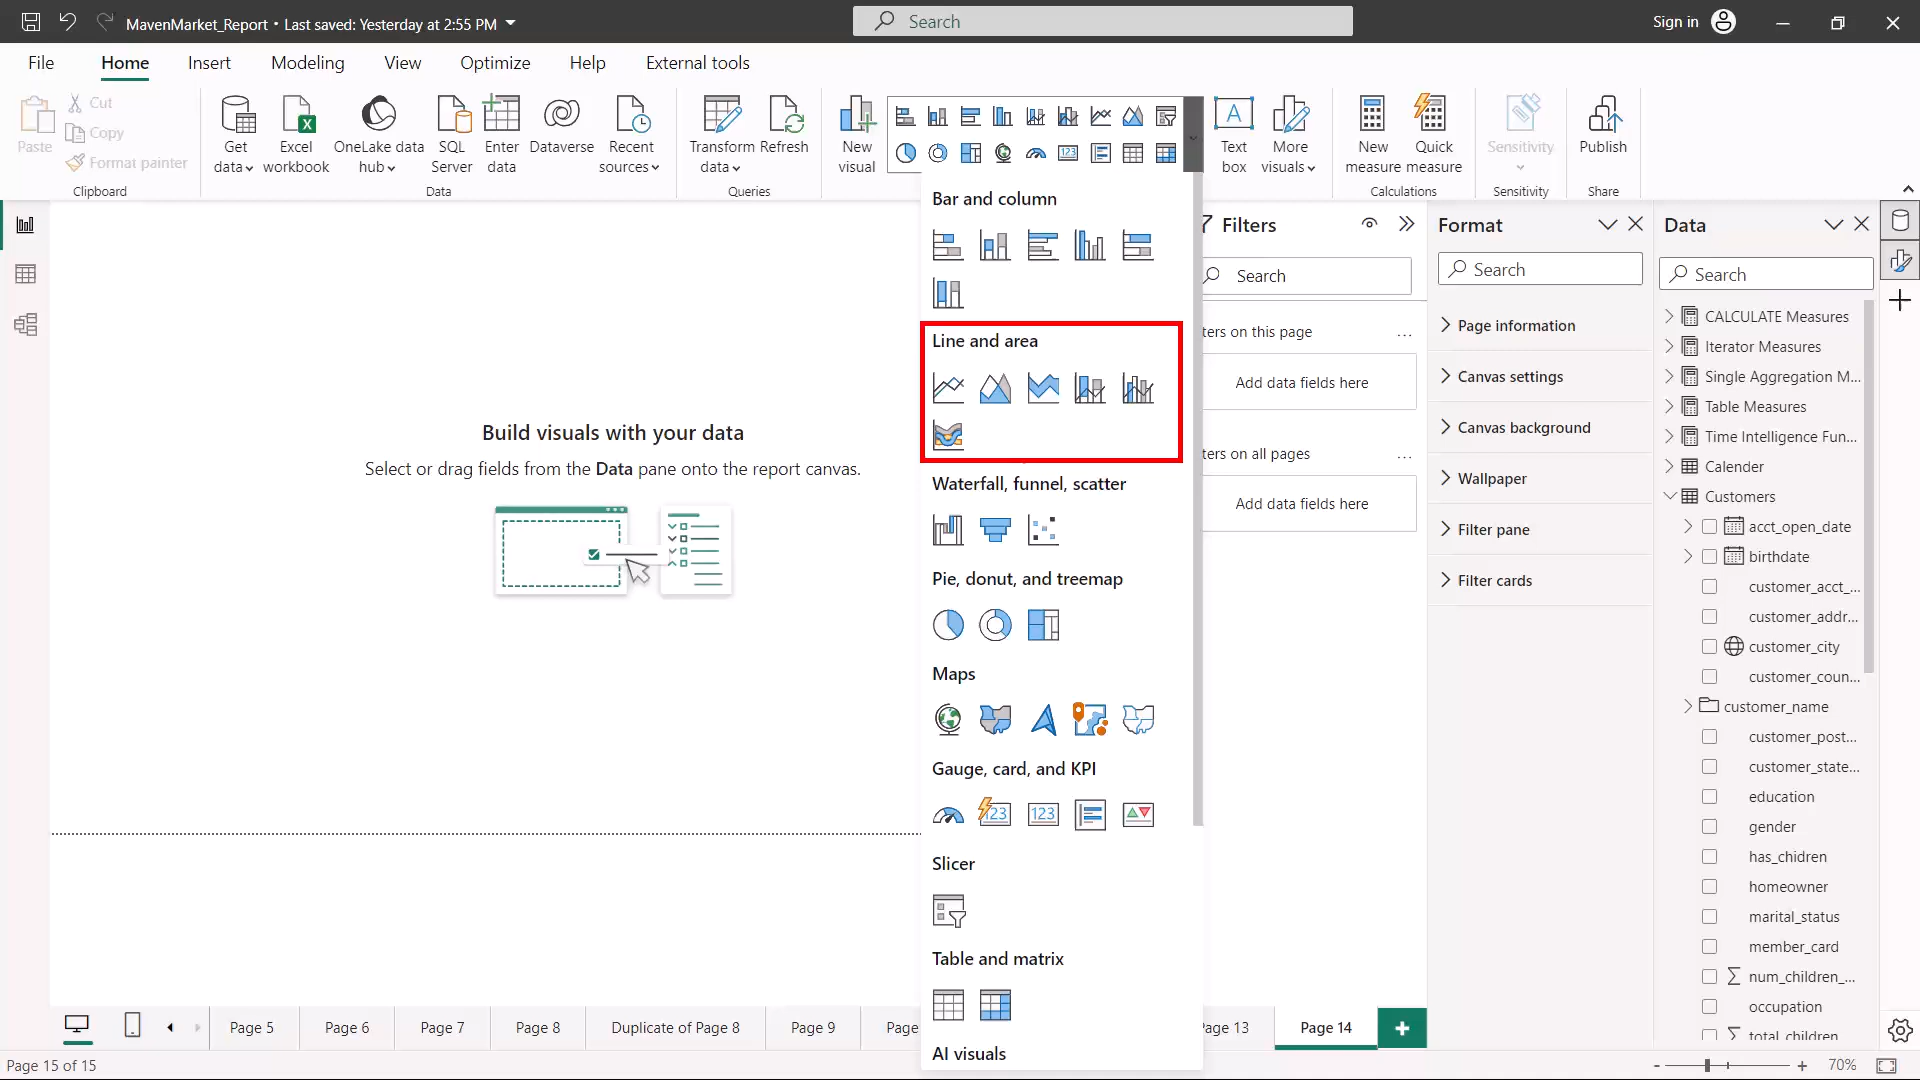 MavenMarket_Report • Last saved: Yesterday at 2:55 PM
Search
Sign in
File
Home
Insert
Modeling
View
Optimize
Help
External tools
Paste
Cut
Copy
Format painter
Clipboard
Get data
Excel workbook
OneLake data hub
SQL Server
Enter data
Dataverse
Recent sources
Data
Transform data
Refresh
Queries
New visual
123
Text box
More visuals
New measure
Quick measure
Calculations
Sensitivity
Sensitivity
Publish
Share
Build visuals with your data
Select or drag fields from the Data pane onto the report canvas.
Bar and column
Line and area
Waterfall, funnel, scatter
Pie, donut, and treemap
Maps
Gauge, card, and KPI
123
123
Slicer
Table and matrix
AI visuals
Filters
Search
ters on this page
...
Add data fields here
ters on all pages
...
Add data fields here
Format
Search
Page information
Canvas settings
Canvas background
Wallpaper
Filter pane
Filter cards
Data
Search
CALCULATE Measures
Iterator Measures
Single Aggregation M...
Table Measures
Time Intelligence Fun...
Calender
Customers
acct_open_date
birthdate
customer_acct_...
customer_addr...
customer_city
customer_coun...
customer_name
customer_post...
customer_state...
education
gender
has_chidren
homeowner
marital_status
member_card
num_children_...
occupation
total_children
Page 5
Page 6
Page 7
Page 8
Duplicate of Page 8
Page 9
Page
Page 13
Page 14
Page 15 of 15
70%